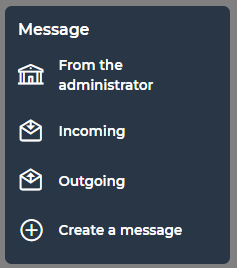 Message
From the
administrator
Incoming
Outgoing
Create a message